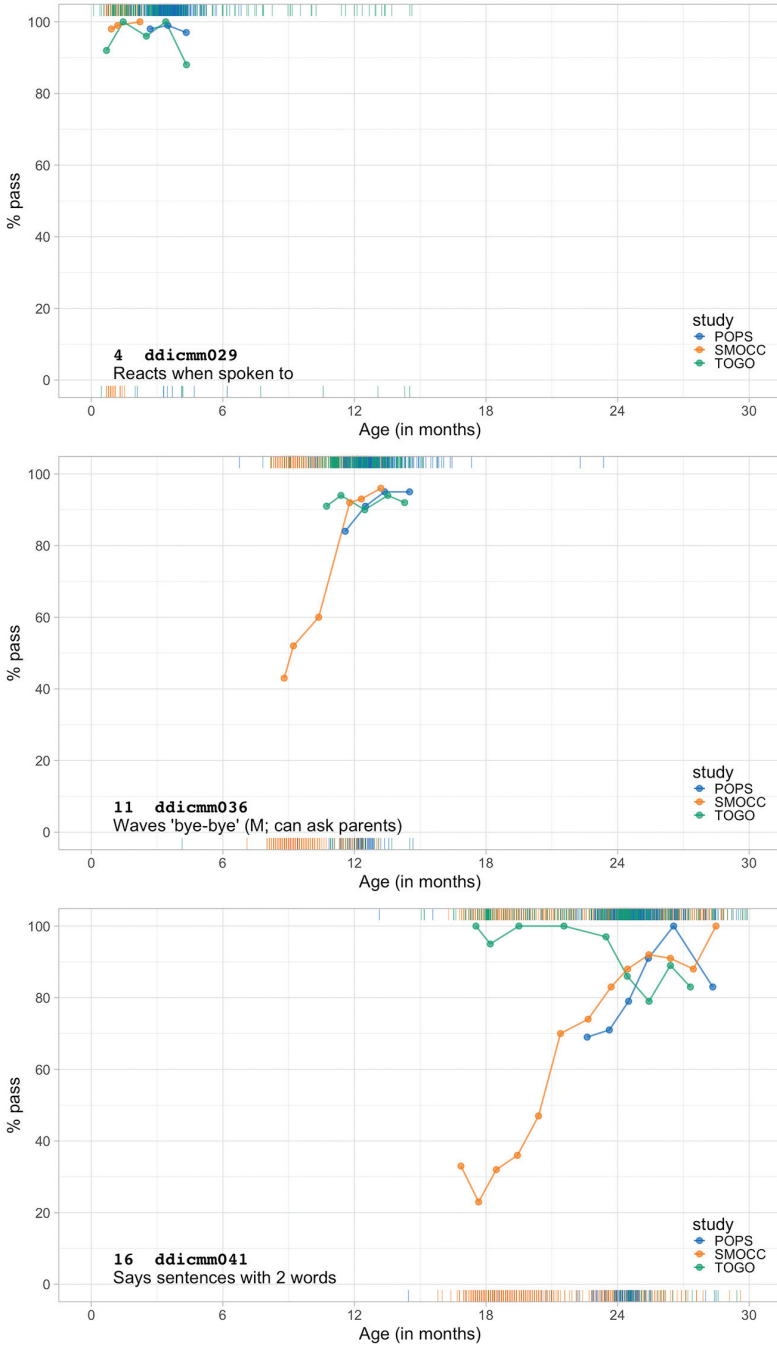 100
80
60
40
20
0
% pass
4 ddicmm029
Reacts when spoken to
study
POPS
SMOCC
TOGO
0 6 12 18 24 30
Age (in months)
100
80
60
40
20
0
% pass
11 ddicmm036
Waves 'bye-bye' (M; can ask parents)
study
POPS
SMOCC
TOGO
0 6 12 18 24 30
Age (in months)
100
80
60
40
20
0
% pass
16 ddicmm041
Says sentences with 2 words
study
POPS
SMOCC
TOGO
0 6 12 18 24 30
Age (in months)